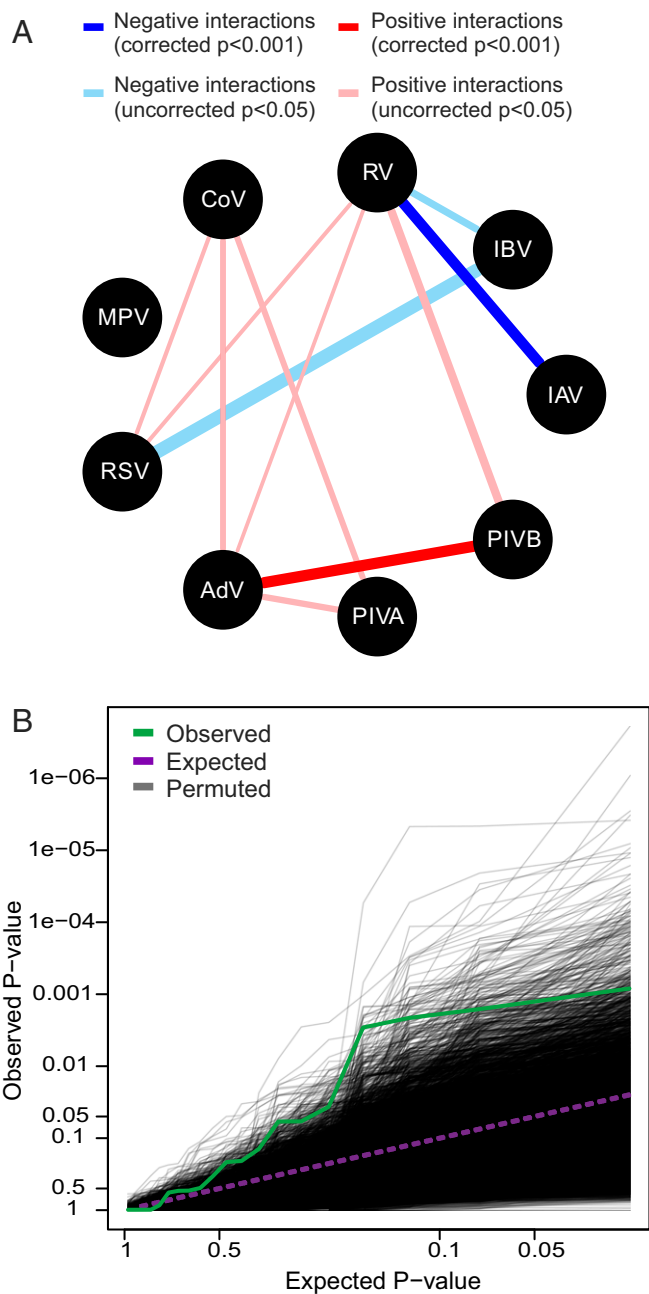 A
Negative interactions
(corrected p<0.001)
Positive interactions
(corrected p<0.001)
Negative interactions
(uncorrected p<0.05)
Positive interactions
(uncorrected p<0.05)
RV
CoV
IBV
MPV
IAV
RSV
PIVB
AdV
PIVA
B
Observed
Expected
Permuted
1e−06
1e−05
1e−04
0.001
0.01
0.05
0.1
0.5
1
Observed P−value
1
0.5
0.1
0.05
Expected P−value